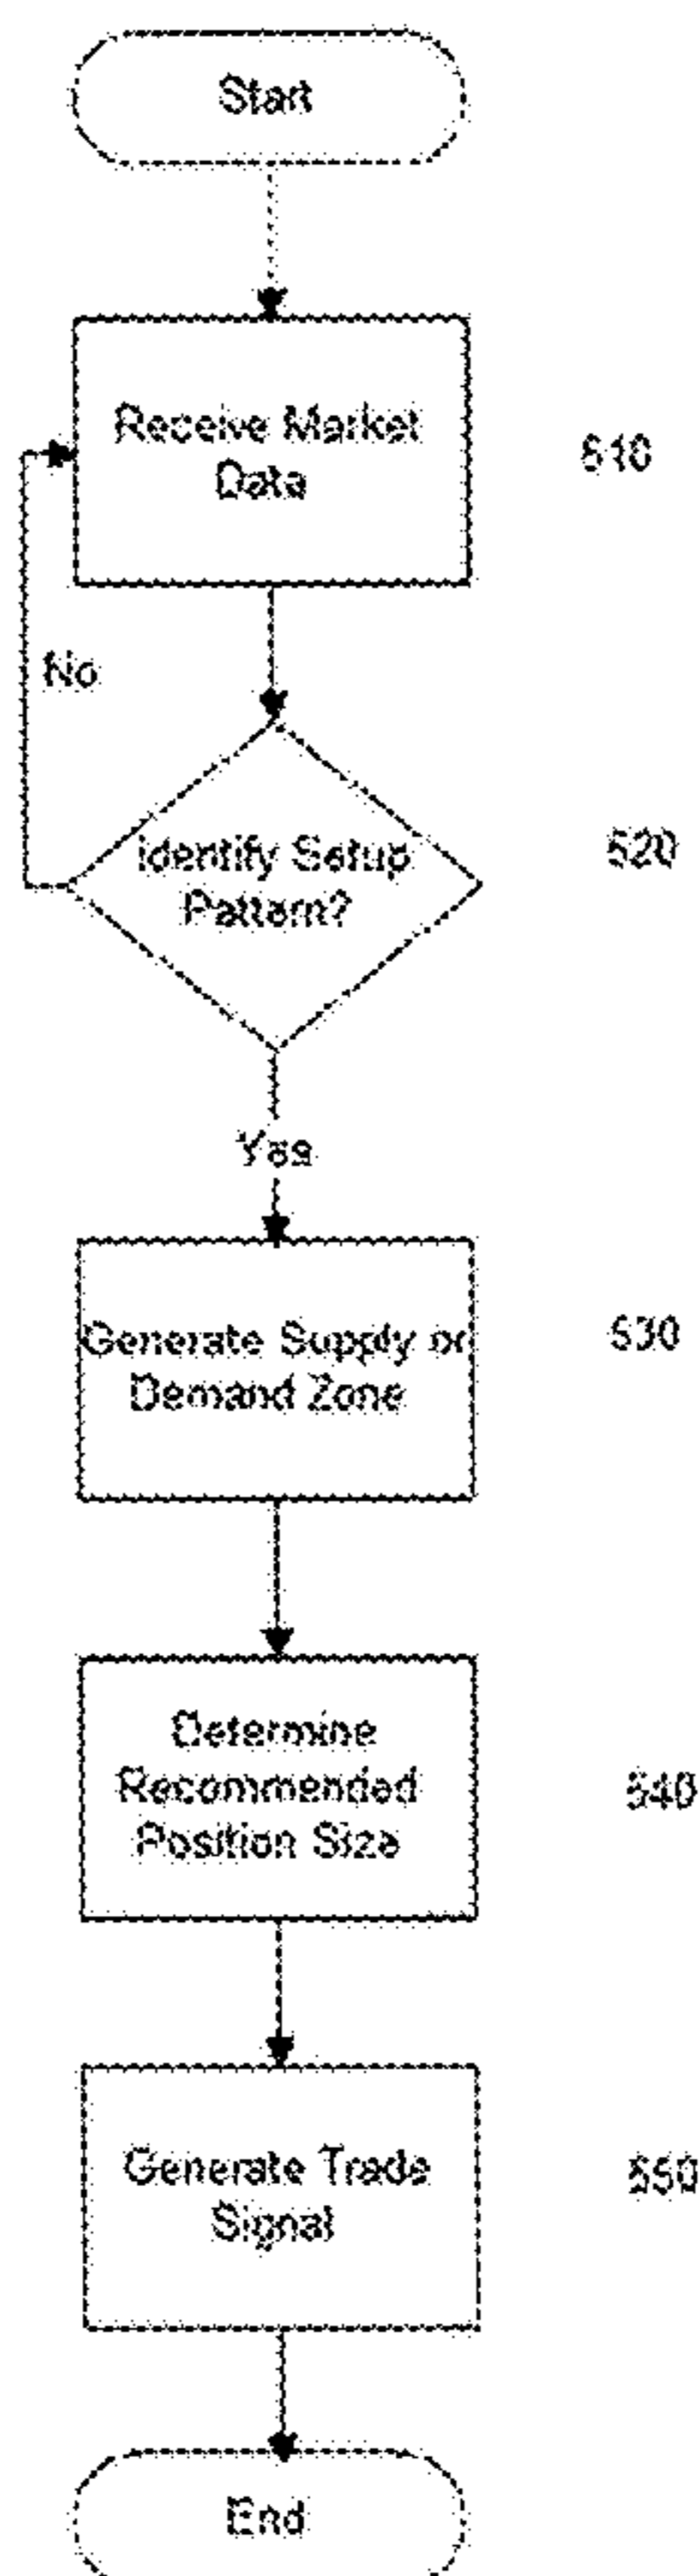 Start
Receive Market
Data
510
No
Identify Setup
Pattern?
520
Yes
Generate Supply or
Demand Zone
530
Determine
Recommended
Position Size
540
Generate Trade
Signal
550
End